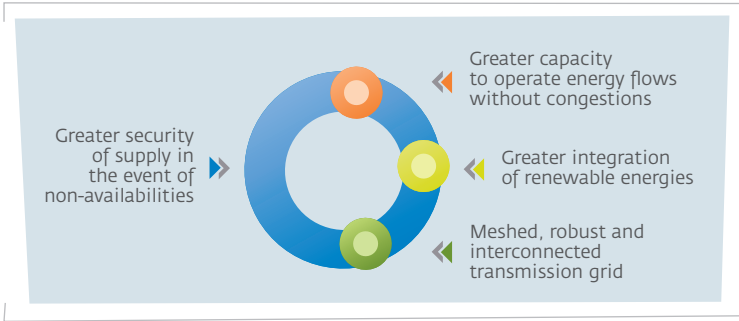 Greater security
of supply in
the event of
non-availabilities
Greater capacity
to operate energy flows
without congestions
Greater integration
of renewable energies
Meshed, robust and
interconnected
transmission grid